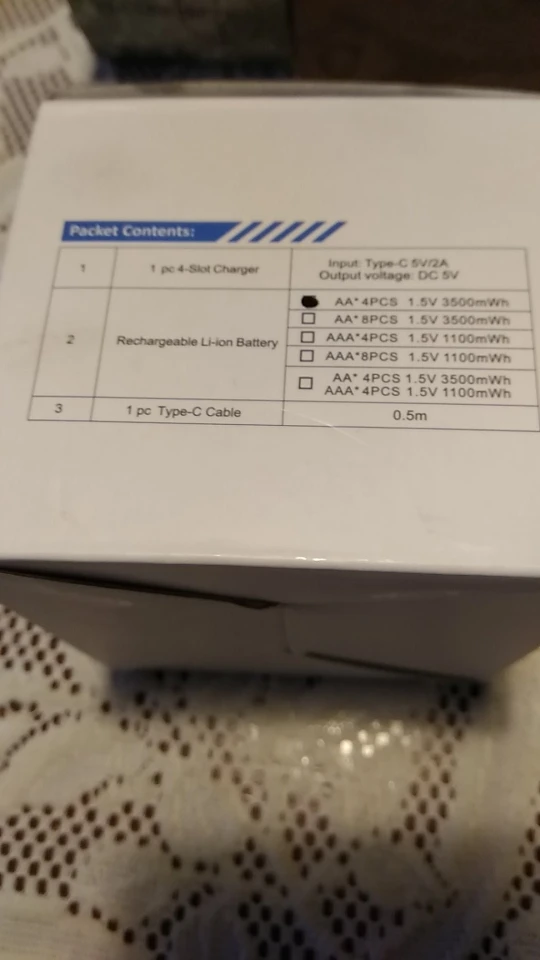 Packet Contents:
1 1 pc 4-Slot Charger Input: Type-C 5V/2A
Output voltage: DC 5V
2 Rechargeable Li-ion Battery
AA*4PCS 1.5V 3500mWh
AA*8PCS 1.5V 3500mWh
AAA*4PCS 1.5V 1100mWh
AAA*8PCS 1.5V 1100mWh
AA* 4PCS 1.5V 3500mWh
AAA*4PCS 1.5V 1100mWh
3 1 pc Type-C Cable 0.5m